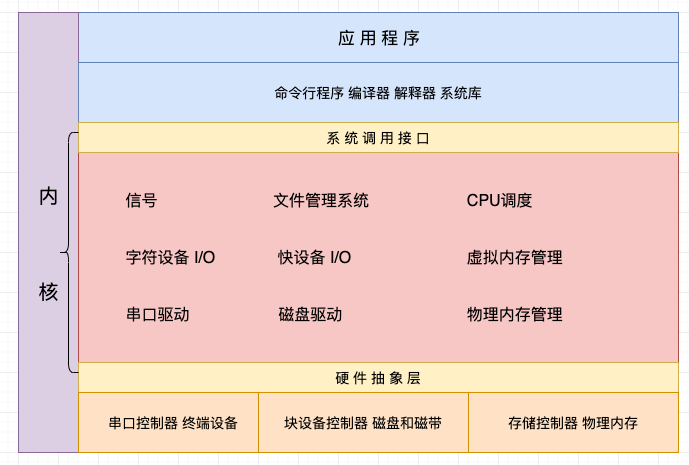 应用程序
命令行程序 编译器 解释器 系统库
系统调用接口
内核
信号 文件管理系统 CPU调度
字符设备 I/O 快设备 I/O 虚拟内存管理
串口驱动 磁盘驱动 物理内存管理
硬件抽象层
串口控制器 终端设备 块设备控制器 磁盘和磁带 存储控制器 物理内存